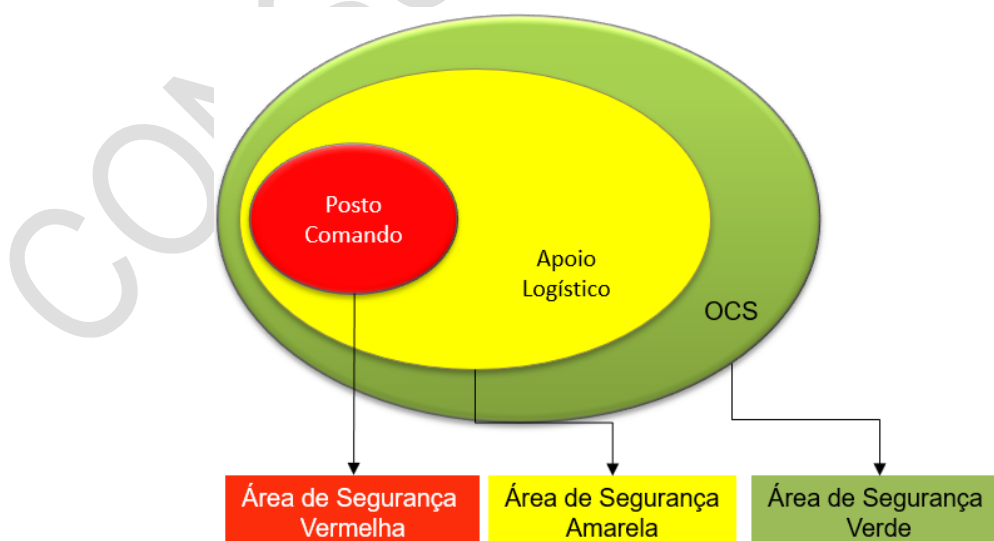 Posto
Comando
Apoio
Logístico
OCS
Área de Segurança
Vermelha
Área de Segurança
Amarela
Área de Segurança
Verde